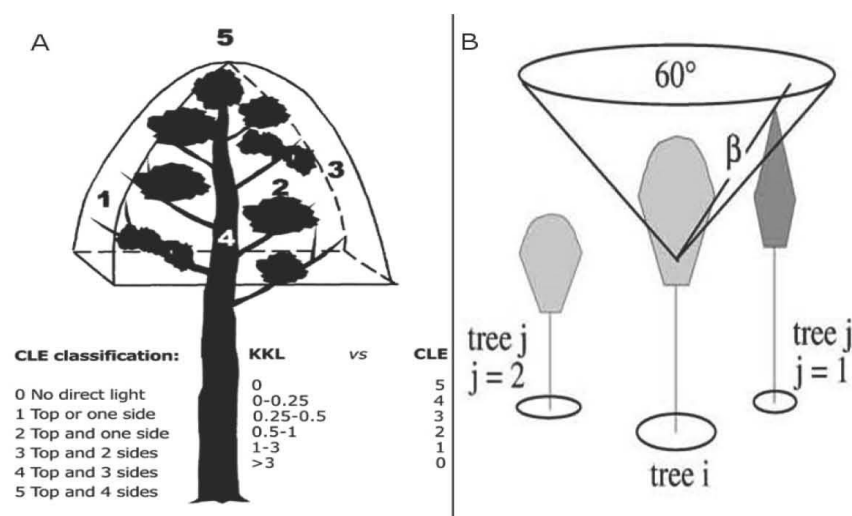 A
5
1
2
3
4
CLE classification:
0 No direct light
1 Top or one side
2 Top and one side
3 Top and 2 sides
4 Top and 3 sides
5 Top and 4 sides
KKL vs CLE
0 5
0-0.25 4
0.25-0.5 3
0.5-1 2
1-3 1
>3 0
B
60°
β
tree j
j = 2
tree j
j = 1
tree i